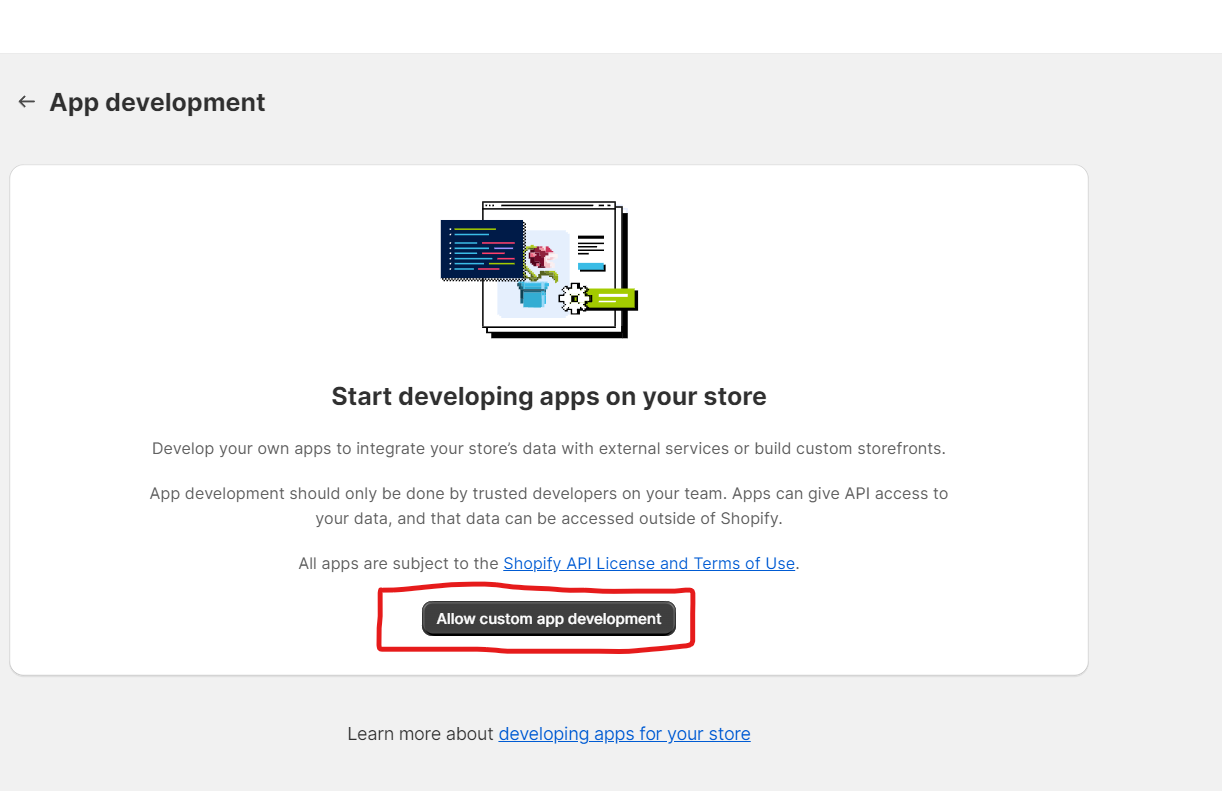 App development
Start developing apps on your store
Develop your own apps to integrate your store’s data with external services or build custom storefronts.
App development should only be done by trusted developers on your team. Apps can give API access to
your data, and that data can be accessed outside of Shopify.
All apps are subject to the Shopify API License and Terms of Use.
Allow custom app development
Learn more about developing apps for your store